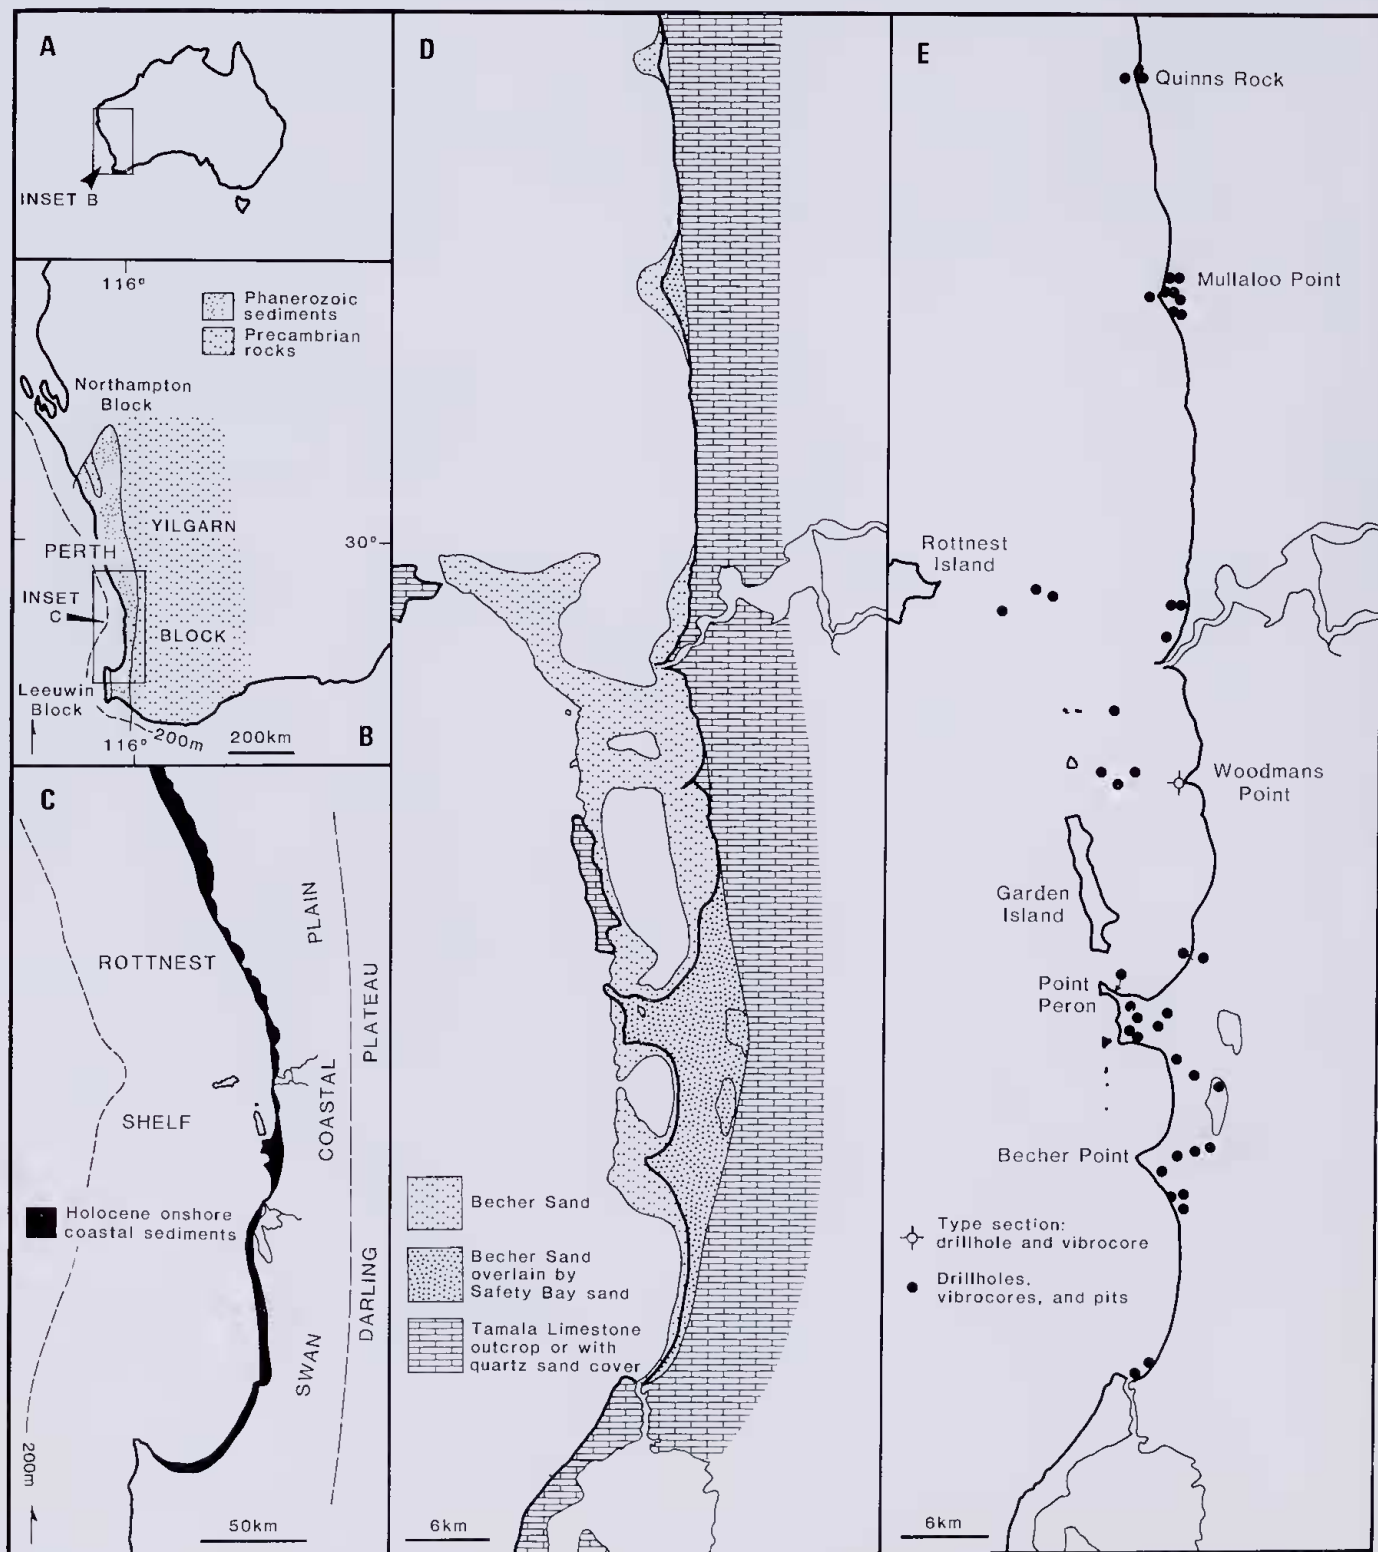 A
INSET B
116°
Phanerozoic
sediments
Precambrian
rocks
Northampton
Block
YILGARN
PERTH
30°
INSET
C
BLOCK
Leeuwin
Block
116°
200m
200km
B
C
PLAIN
ROTTNEST
PLATEAU
COASTAL
SHELF
Holocene onshore
coastal sediments
DARLING
SWAN
200m
50km
D
Becher Sand
Becher Sand
overlain by
Safety Bay sand
Tamala Limestone
outcrop or with
quartz sand cover
6km
E
Quinns Rock
Mullaloo Point
Rottnest
Island
Woodmans
Point
Garden
Island
Point
Peron
Becher Point
Type section:
drillhole and vibrocore
Drillholes,
vibrocores, and pits
6km